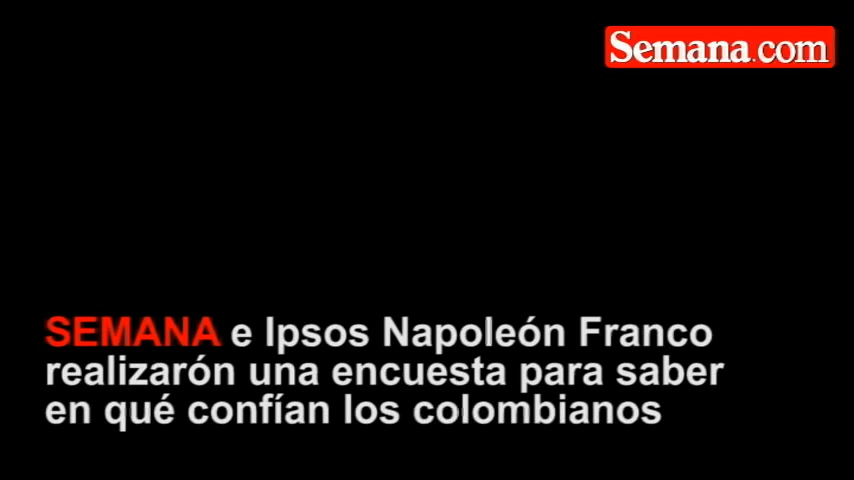 Semana.com
SEMANA e Ipsos Napoleón Franco
realizarón una encuesta para saber
en qué confían los colombianos